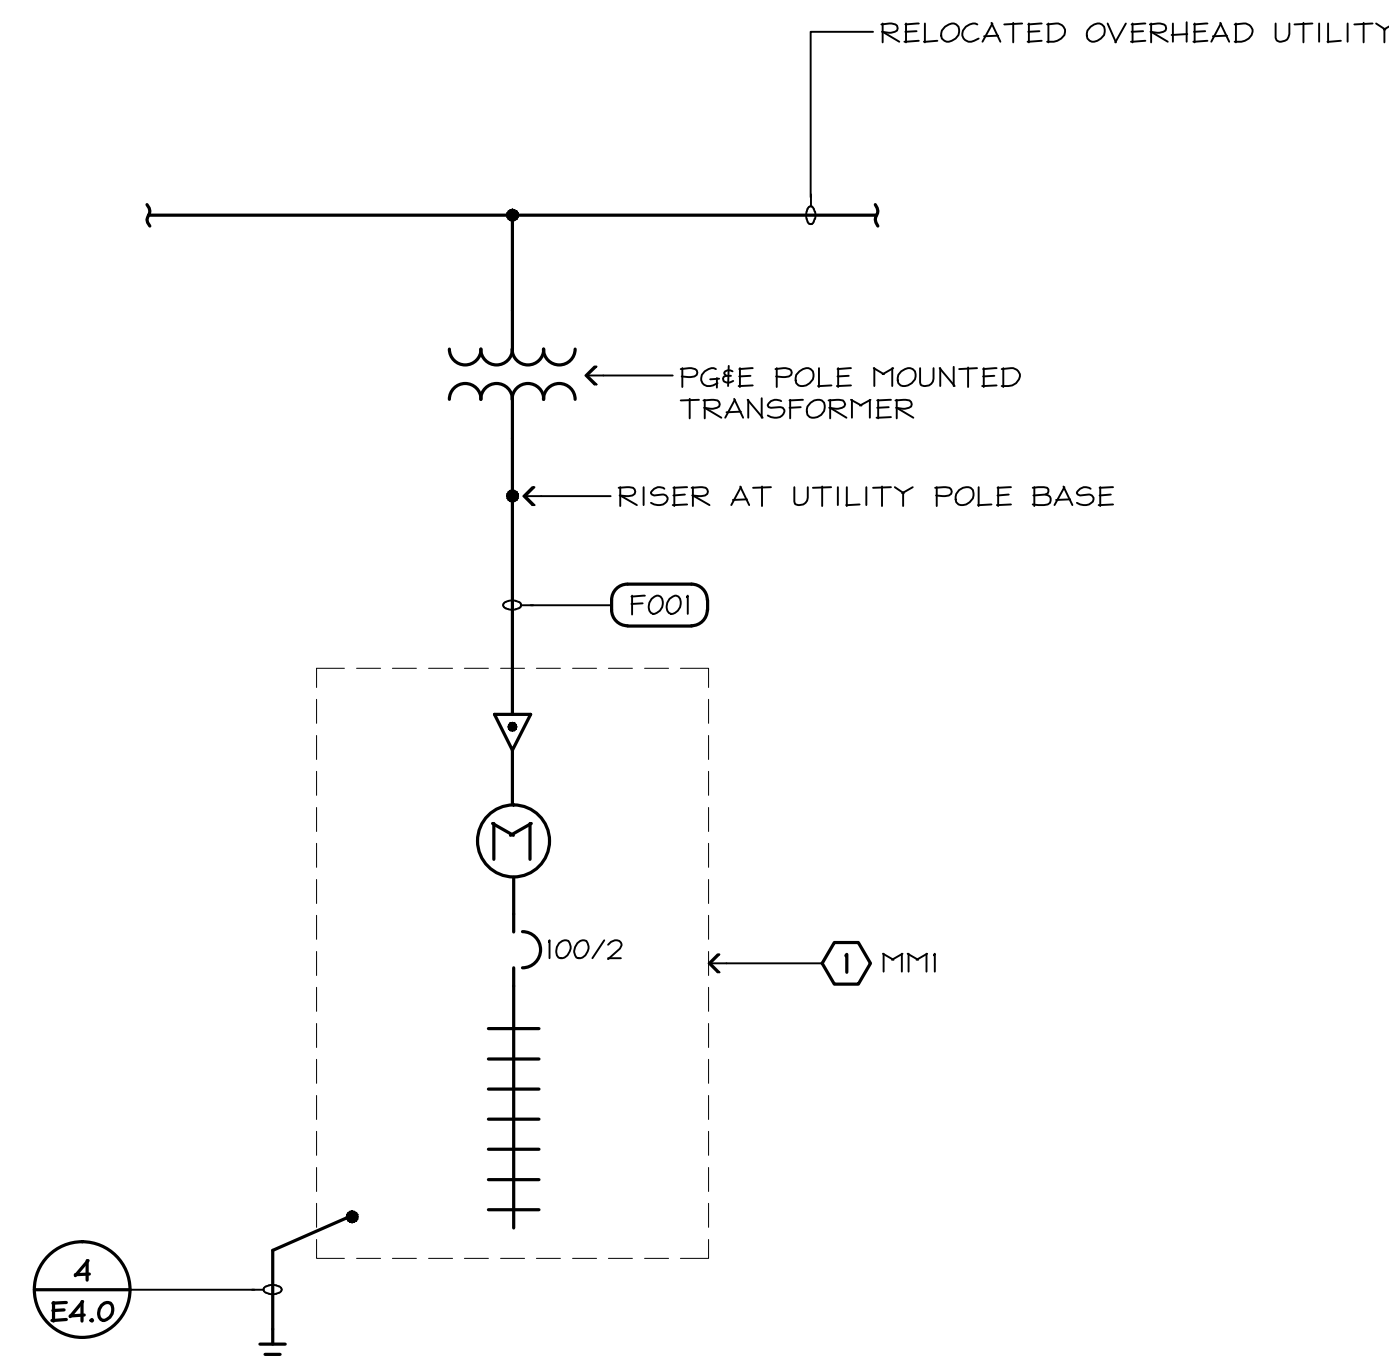 RELOCATED OVERHEAD UTILITY
PG&E POLE MOUNTED
TRANSFORMER
RISER AT UTILITY POLE BASE
F001
M
100/2
1 MM1
4
E4.0